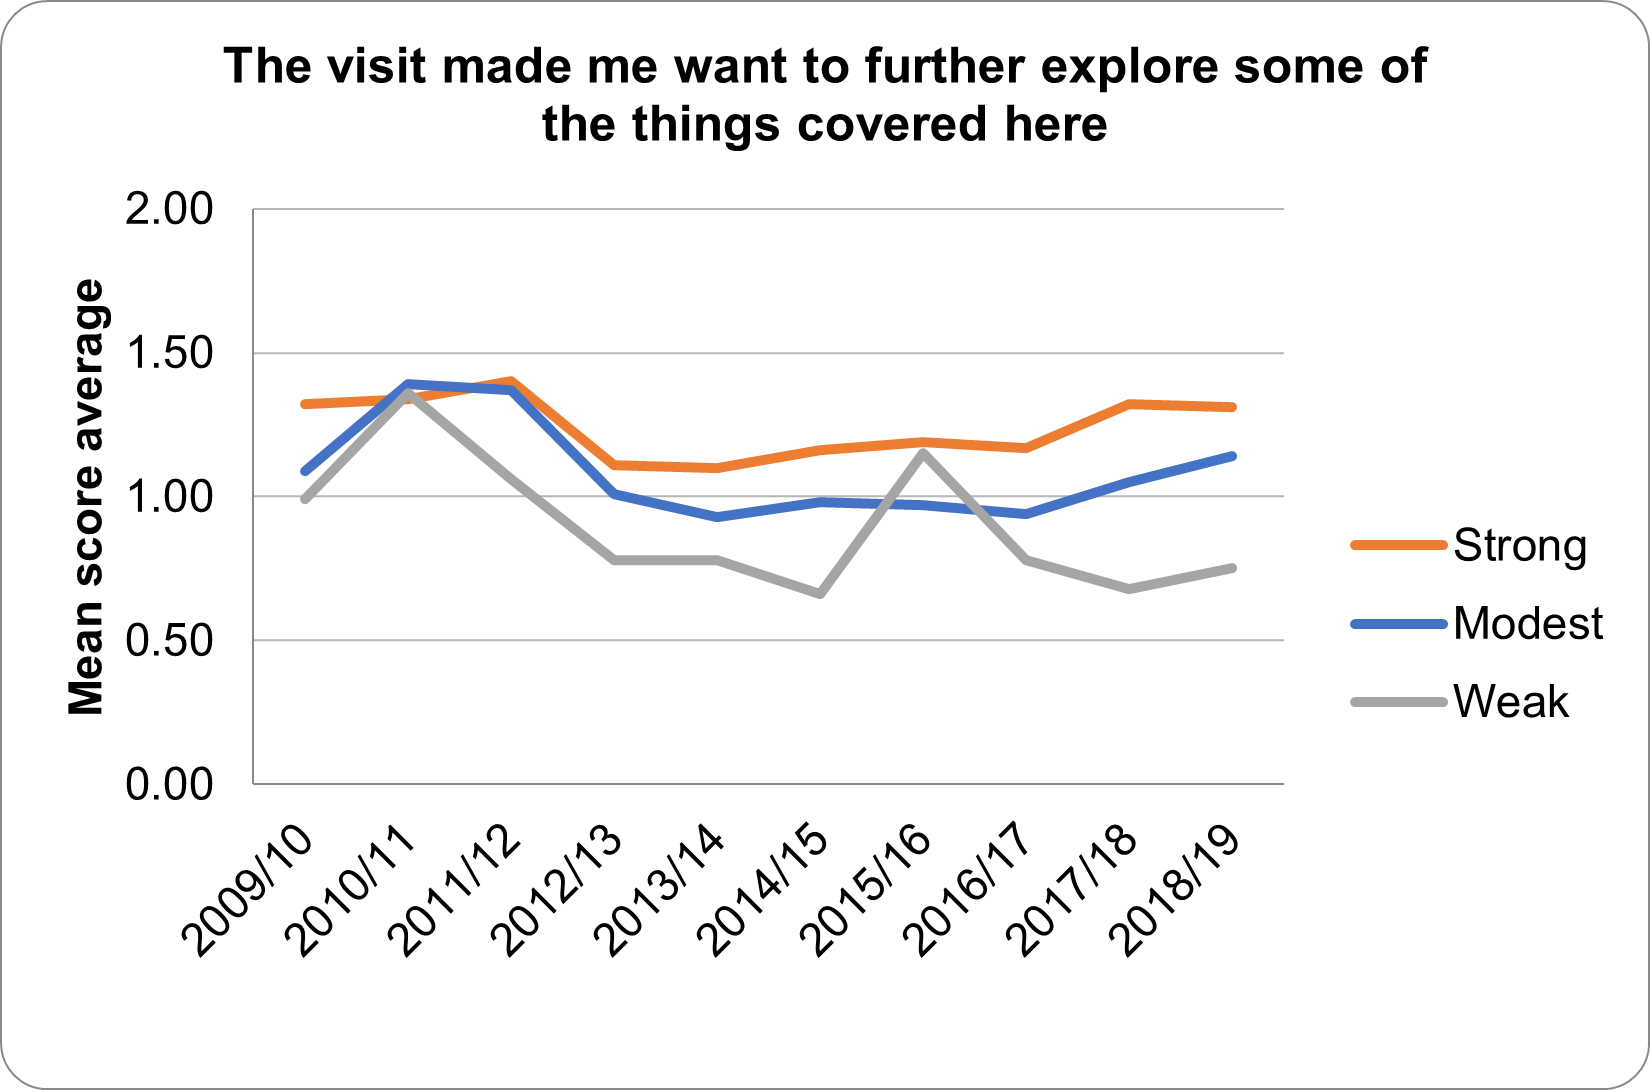 The visit made me want to further explore some of
the things covered here
Mean score average
2.00
1.50
1.00
0.50
0.00
2009/10
2010/11
2011/12
2012/13
2013/14
2014/15
2015/16
2016/17
2017/18
2018/19
Strong
Modest
Weak